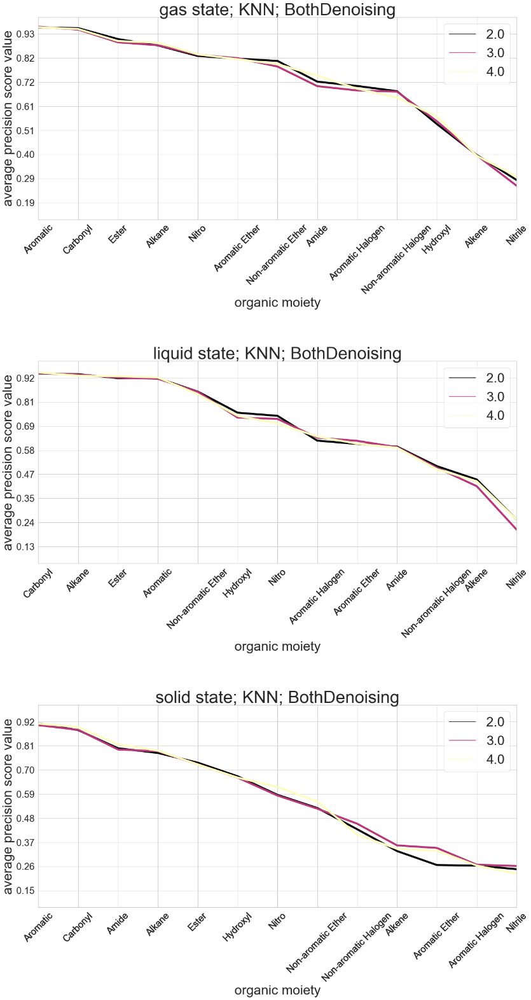 gas state; KNN; BothDenoising
average precision score value
0.93
0.82
0.72
0.61
0.51
0.40
0.29
0.19
2.0
3.0
4.0
Aromatic
Carbonyl
Ester
Alkane
Nitro
Aromatic Ether
Non-aromatic Ether
Amide
Aromatic Halogen
Non-aromatic Halogen
Hydroxyl
Alkene
Nitrile
organic moiety
liquid state; KNN; BothDenoising
average precision score value
0.92
0.81
0.69
0.58
0.47
0.35
0.24
0.13
2.0
3.0
4.0
Carbonyl
Alkane
Ester
Aromatic
Non-aromatic Ether
Hydroxyl
Nitro
Aromatic Halogen
Aromatic Ether
Amide
Non-aromatic Halogen
Alkene
Nitrile
organic moiety
solid state; KNN; BothDenoising
average precision score value
0.92
0.81
0.70
0.59
0.48
0.37
0.26
0.15
2.0
3.0
4.0
Aromatic
Carbonyl
Amide
Alkane
Ester
Hydroxyl
Nitro
Non-aromatic Ether
Non-aromatic Halogen
Alkene
Aromatic Ether
Aromatic Halogen
Nitrile
organic moiety